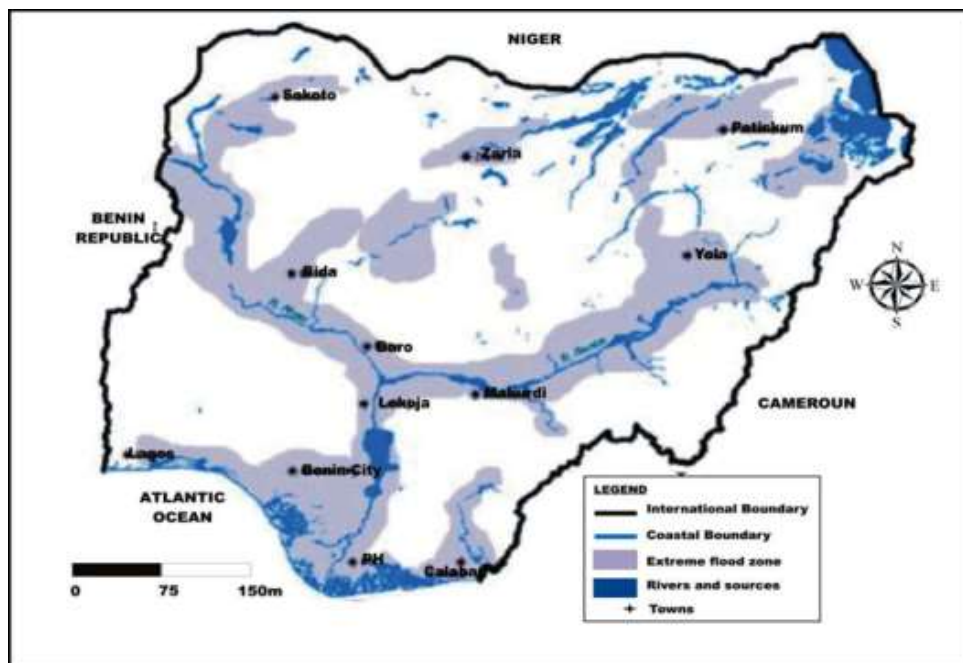 NIGER
Sokoto
Patickum
Zaria
BENIN
REPUBLIC
Yola
Bida
N
W E
S
Baro
Makurdi
Lokoja
CAMEROUN
Lagos
Benin City
ATLANTIC
OCEAN
PH
Calabar
LEGEND
International Boundary
Coastal Boundary
Extreme flood zone
Rivers and sources
Towns
0 75 150m